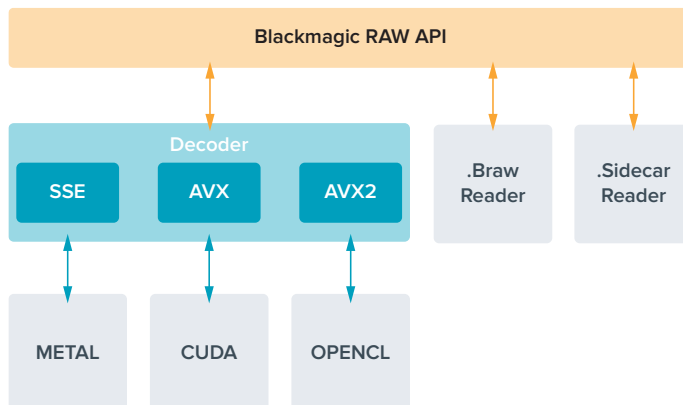 Blackmagic RAW API
Decoder
SSE
AVX
AVX2
.Braw
Reader
.Sidecar
Reader
METAL
CUDA
OPENCL